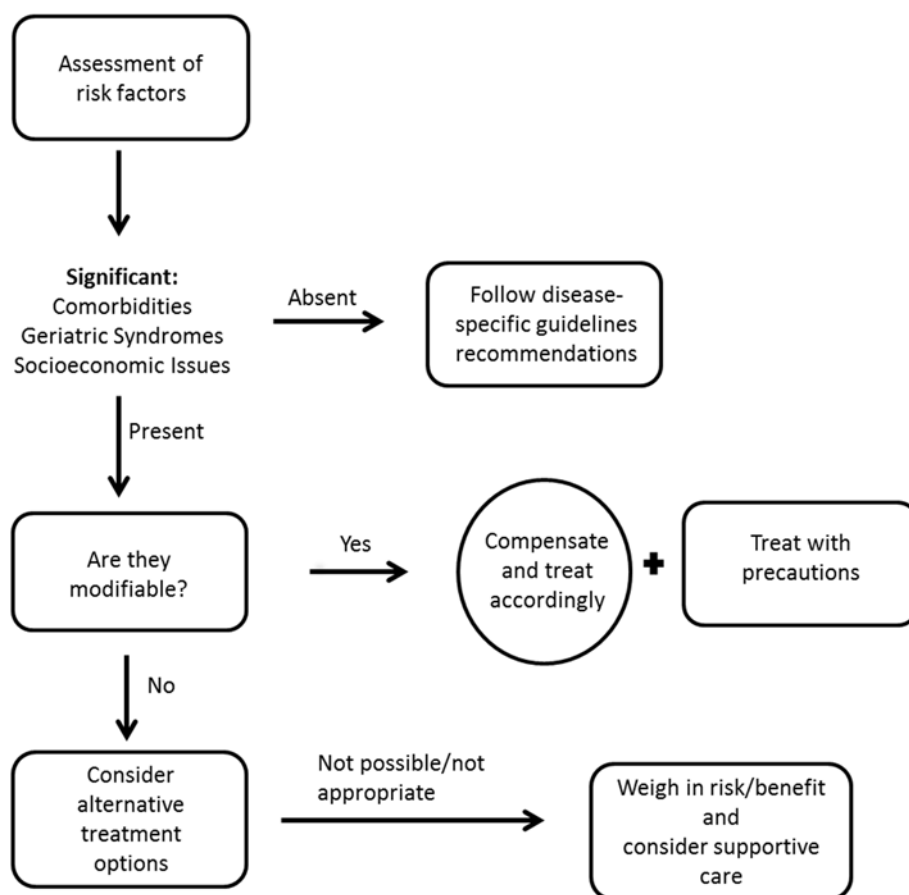 Assessment of
risk factors
Significant:
Comorbidities
Geriatric Syndromes
Socioeconomic Issues
Absent
Follow disease-
specific guidelines
recommendations
Present
Are they
modifiable?
Yes
Compensate
and treat
accordingly
+
Treat with
precautions
No
Consider
alternative
treatment
options
Not possible/not
appropriate
Weigh in risk/benefit
and
consider supportive
care